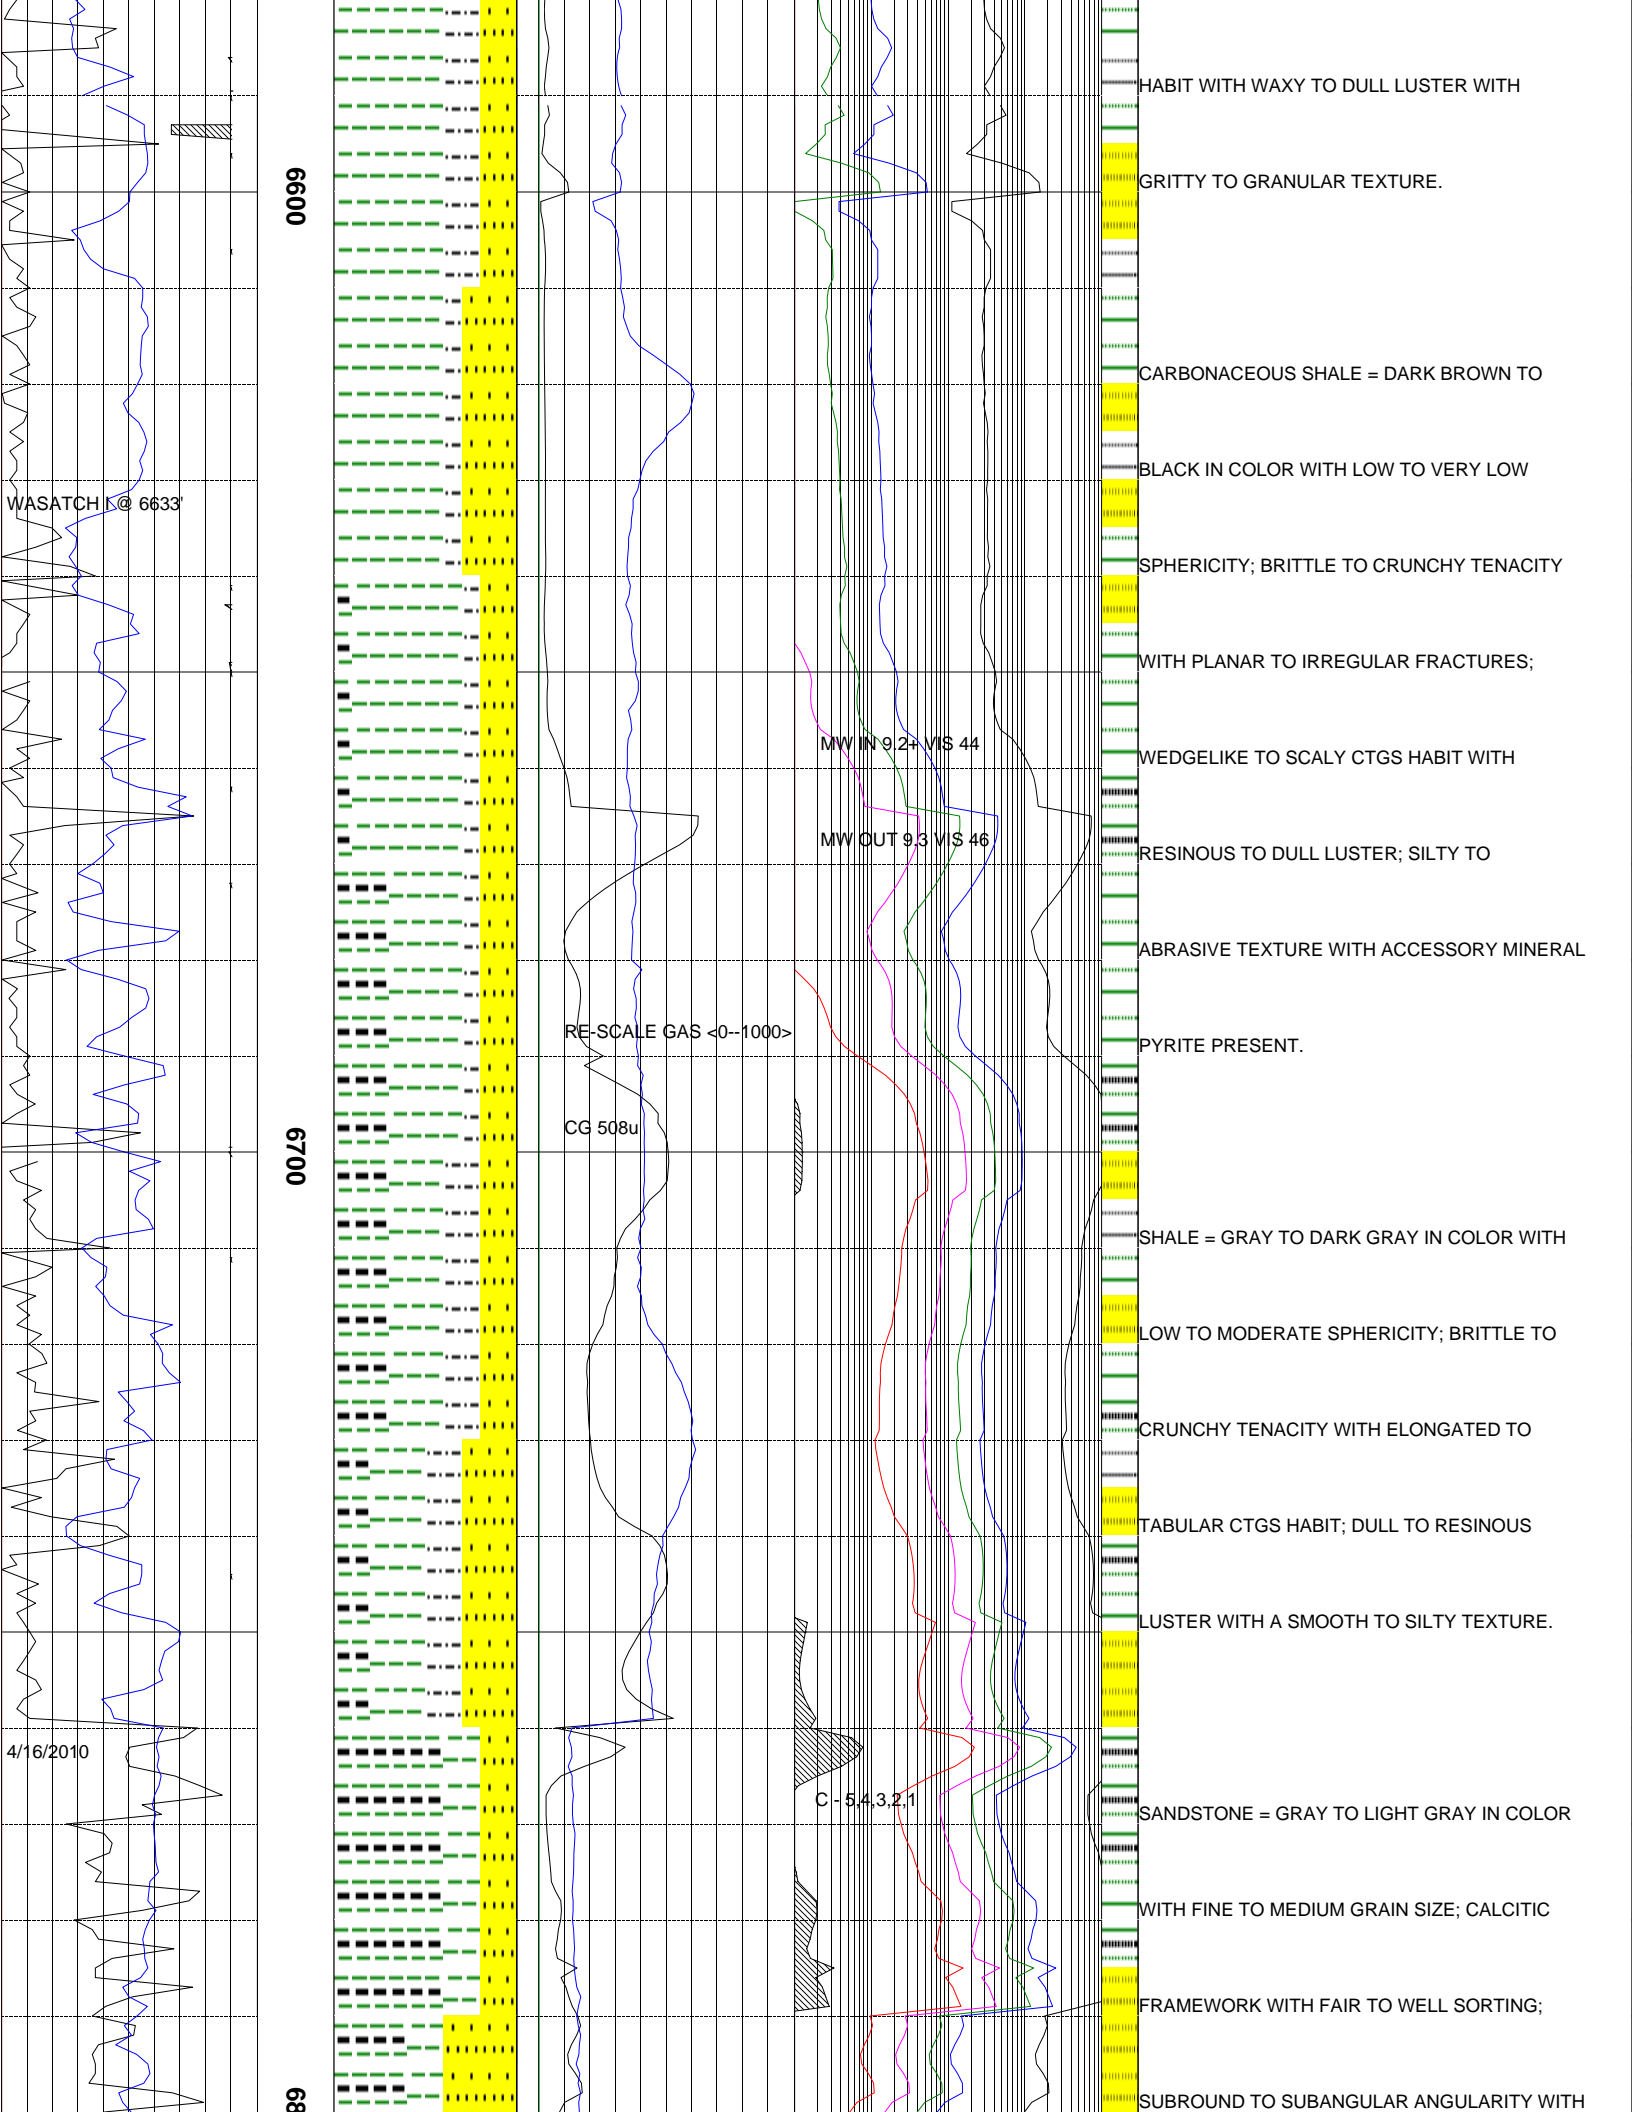 HABIT WITH WAXY TO DULL LUSTER WITH
6600
GRITTY TO GRANULAR TEXTURE.
CARBONACEOUS SHALE = DARK BROWN TO
BLACK IN COLOR WITH LOW TO VERY LOW
WASATCH I @ 6633'
SPHERICITY; BRITTLE TO CRUNCHY TENACITY
WITH PLANAR TO IRREGULAR FRACTURES;
MW IN 9.2+ VIS 44
WEDGELIKE TO SCALY CTGS HABIT WITH
MW OUT 9.3 VIS 46
RESINOUS TO DULL LUSTER; SILTY TO
ABRASIVE TEXTURE WITH ACCESSORY MINERAL
RE-SCALE GAS <0--1000>
PYRITE PRESENT.
CG 508u
6700
SHALE = GRAY TO DARK GRAY IN COLOR WITH
LOW TO MODERATE SPHERICITY; BRITTLE TO
CRUNCHY TENACITY WITH ELONGATED TO
TABULAR CTGS HABIT; DULL TO RESINOUS
LUSTER WITH A SMOOTH TO SILTY TEXTURE.
4/16/2010
C - 5,4,3,2,1
SANDSTONE = GRAY TO LIGHT GRAY IN COLOR
WITH FINE TO MEDIUM GRAIN SIZE; CALCITIC
FRAMEWORK WITH FAIR TO WELL SORTING;
68
SUBROUND TO SUBANGULAR ANGULARITY WITH